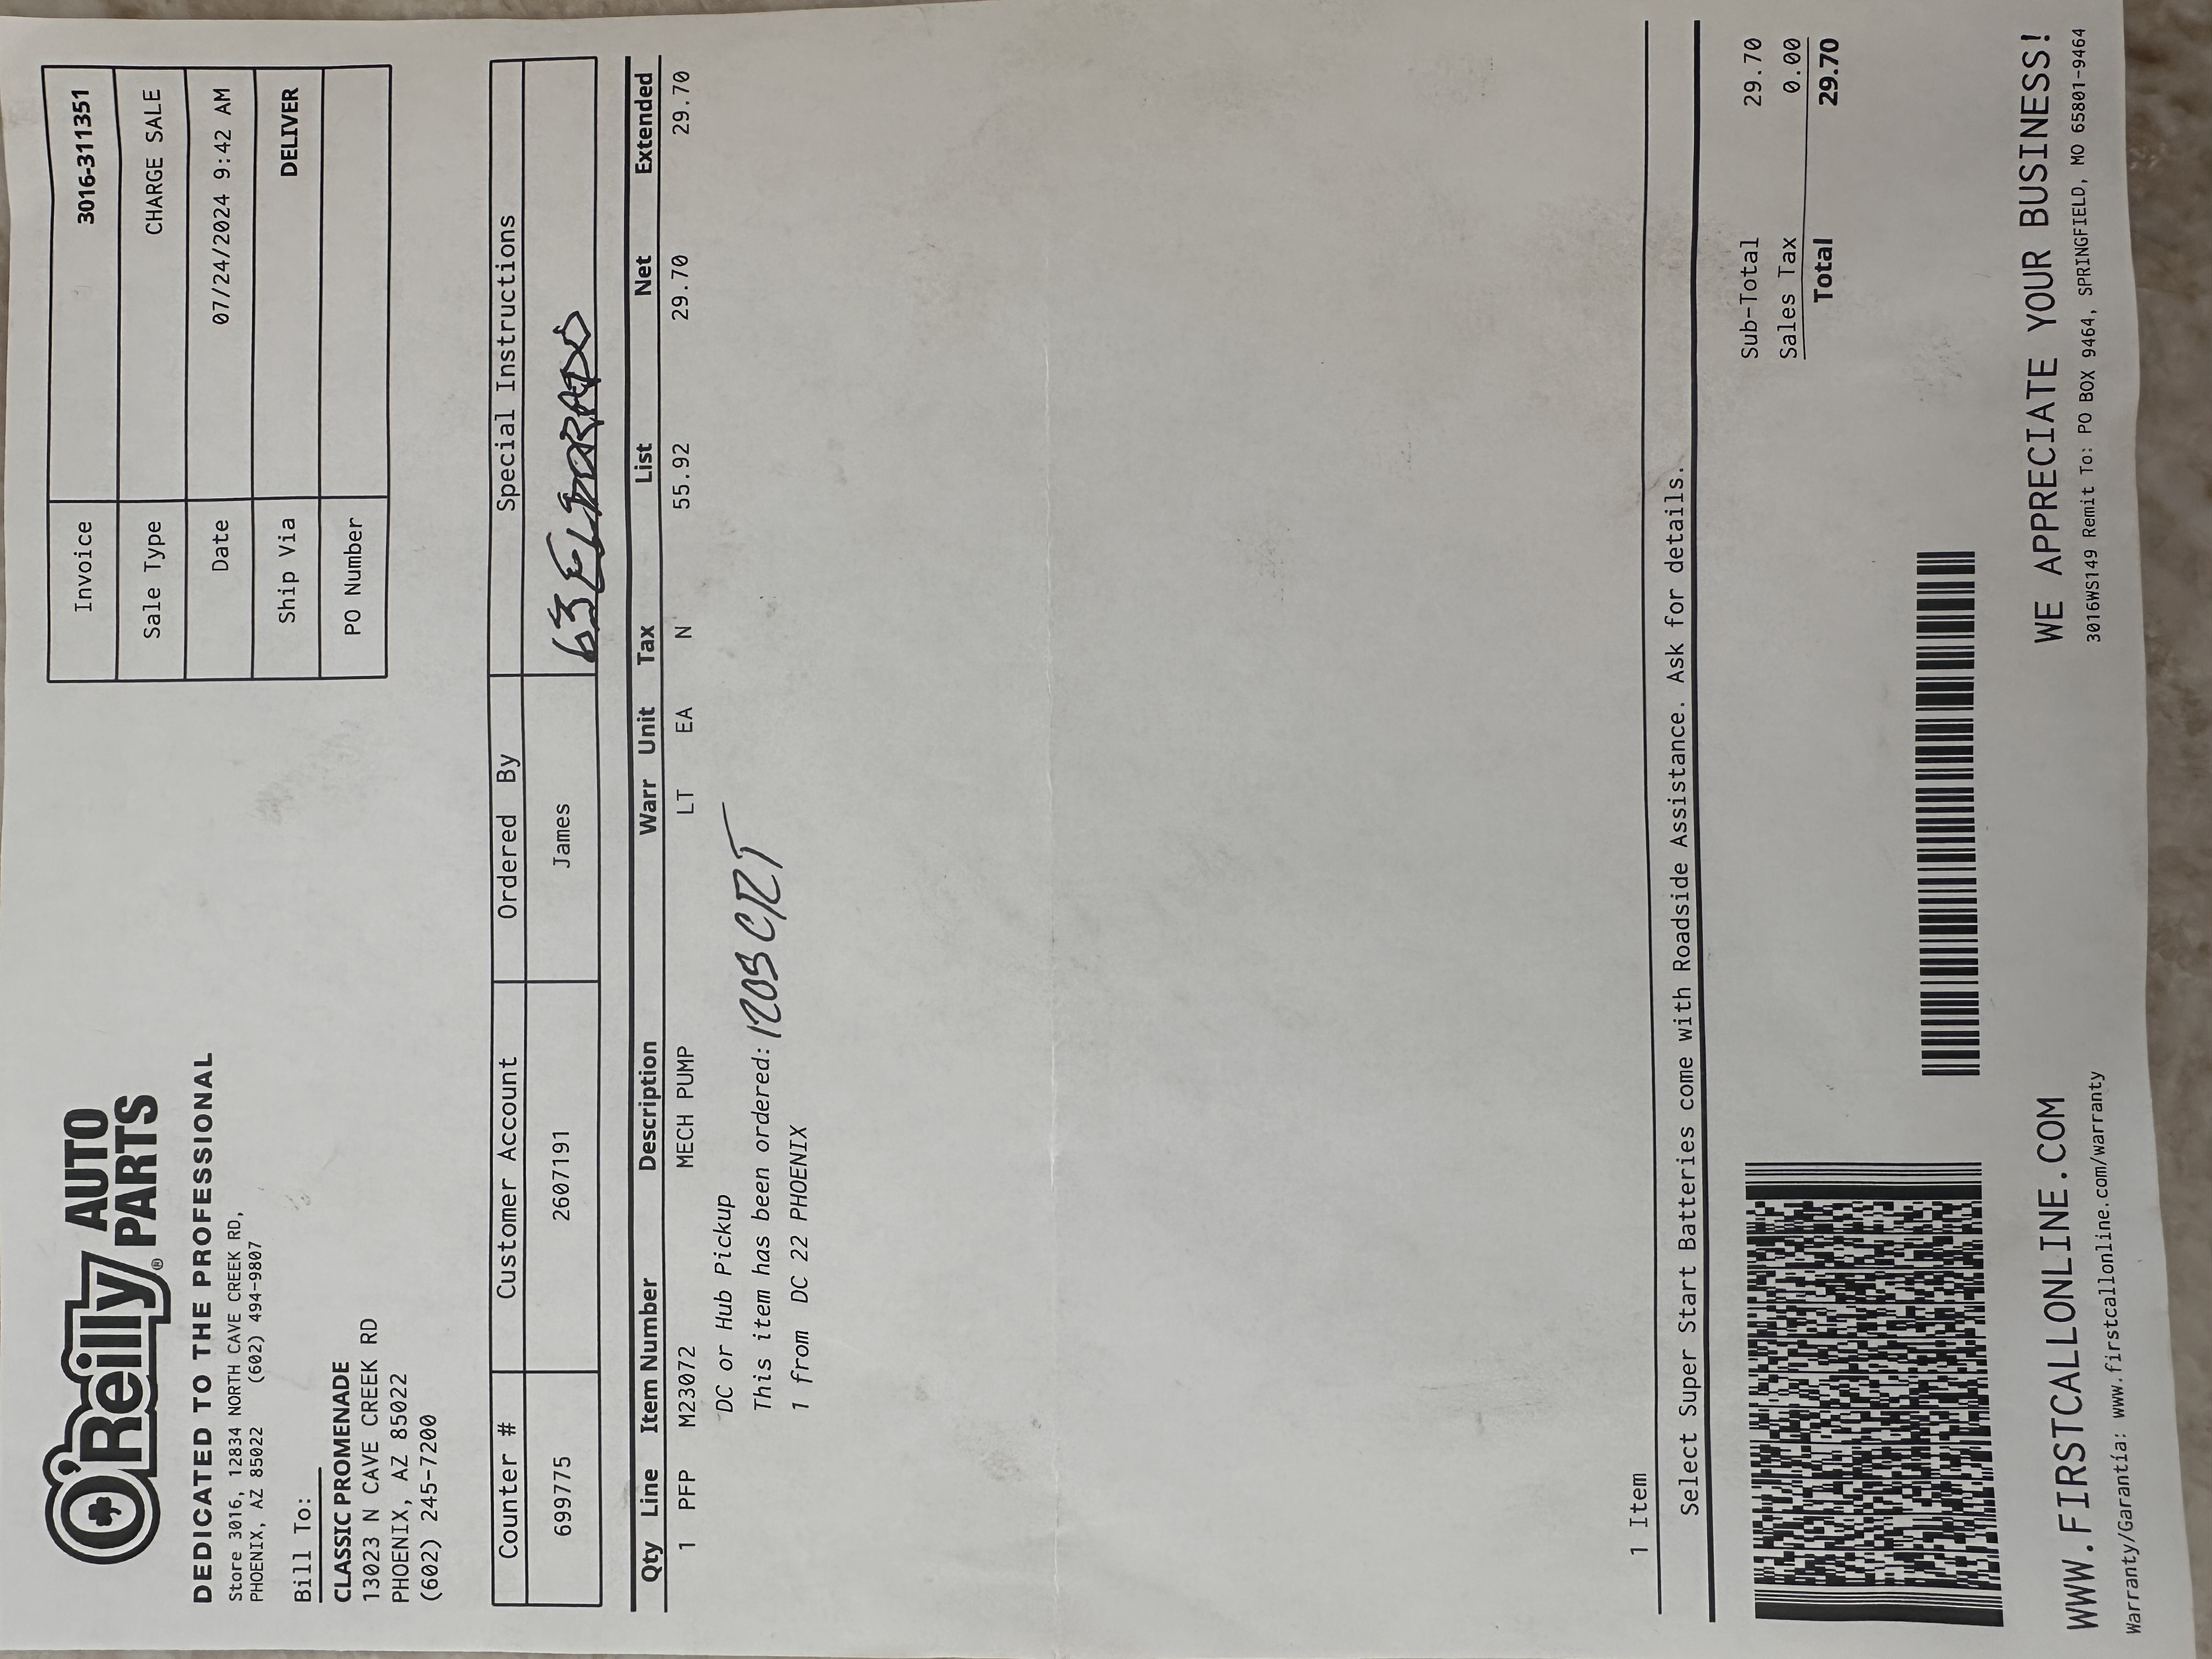 O'Reilly AUTO PARTS®
DEDICATED TO THE PROFESSIONAL
Store 3016, 12834 NORTH CAVE CREEK RD,
PHOENIX, AZ 85022 (602) 494-9807
Invoice 3016-311351
Sale Type CHARGE SALE
Date 07/24/2024 9:42 AM
Ship Via DELIVER
PO Number
Bill To:
CLASSIC PROMENADE
13023 N CAVE CREEK RD
PHOENIX, AZ 85022
(602) 245-7200
Counter # Customer Account Ordered By Special Instructions
699775 2607191 James 63 ELDORADO
Qty Line Item Number Description Warr Unit Tax List Net Extended
1 PFP M23072 MECH PUMP LT EA N 55.92 29.70 29.70
DC or Hub Pickup
This item has been ordered:
1 from DC 22 PHOENIX
1 Item
Select Super Start Batteries come with Roadside Assistance. Ask for details.
Sub-Total 29.70
Sales Tax 0.00
Total 29.70
WWW.FIRSTCALLONLINE.COM WE APPRECIATE YOUR BUSINESS!
Warranty/Garantía: www.firstcallonline.com/warranty 3016WS149 Remit To: PO BOX 9464, SPRINGFIELD, MO 65801-9464